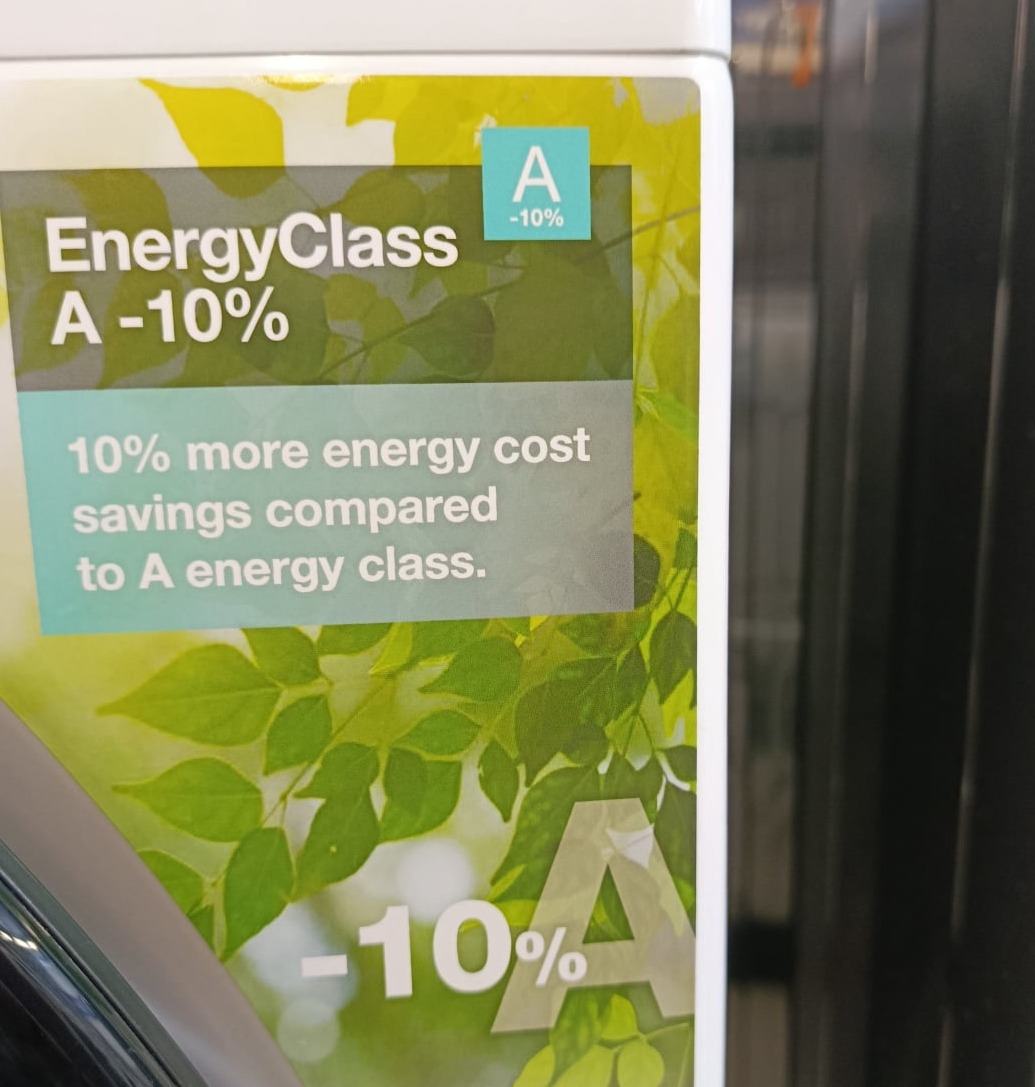 A
-10%
EnergyClass
A -10%
10% more energy cost
savings compared
to A energy class.
A
-10%